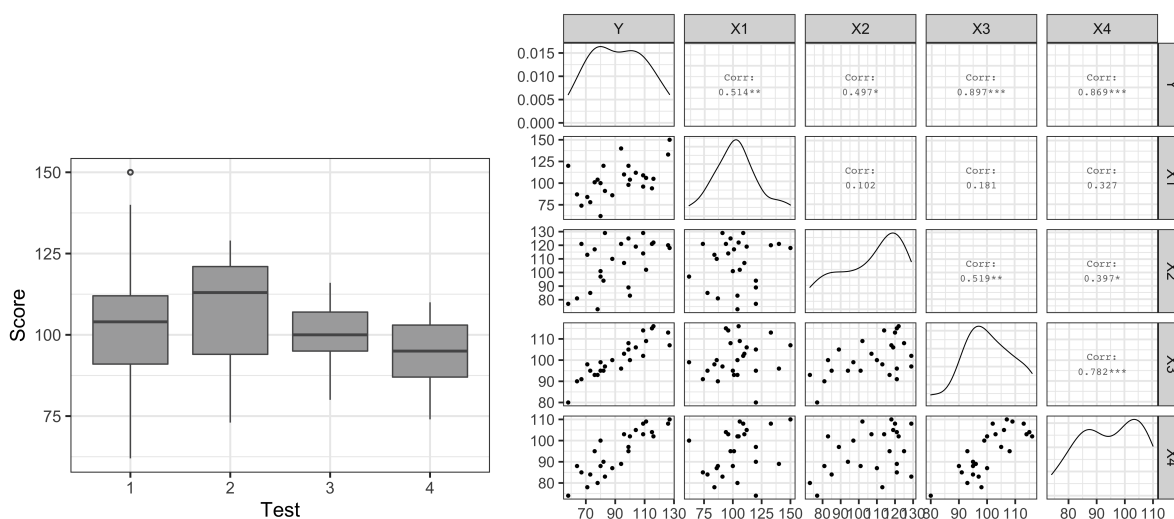 Y X1 X2 X3 X4
0.015
0.010
0.005
0.000
Corr:
0.514**
Corr:
0.497*
Corr:
0.897***
Corr:
0.869***
Y
150
125
100
75
Corr:
0.102
Corr:
0.181
Corr:
0.327
X1
130
120
110
100
90
80
Corr:
0.519**
Corr:
0.397*
X2
110
100
90
80
Corr:
0.782***
X3
110
100
90
80
X4
70 90 110 130
75 100 125 150
80 90 100 110 120 130
80 90 100 110
80 90 100 110
150
125
100
75
Score
1 2 3 4
Test